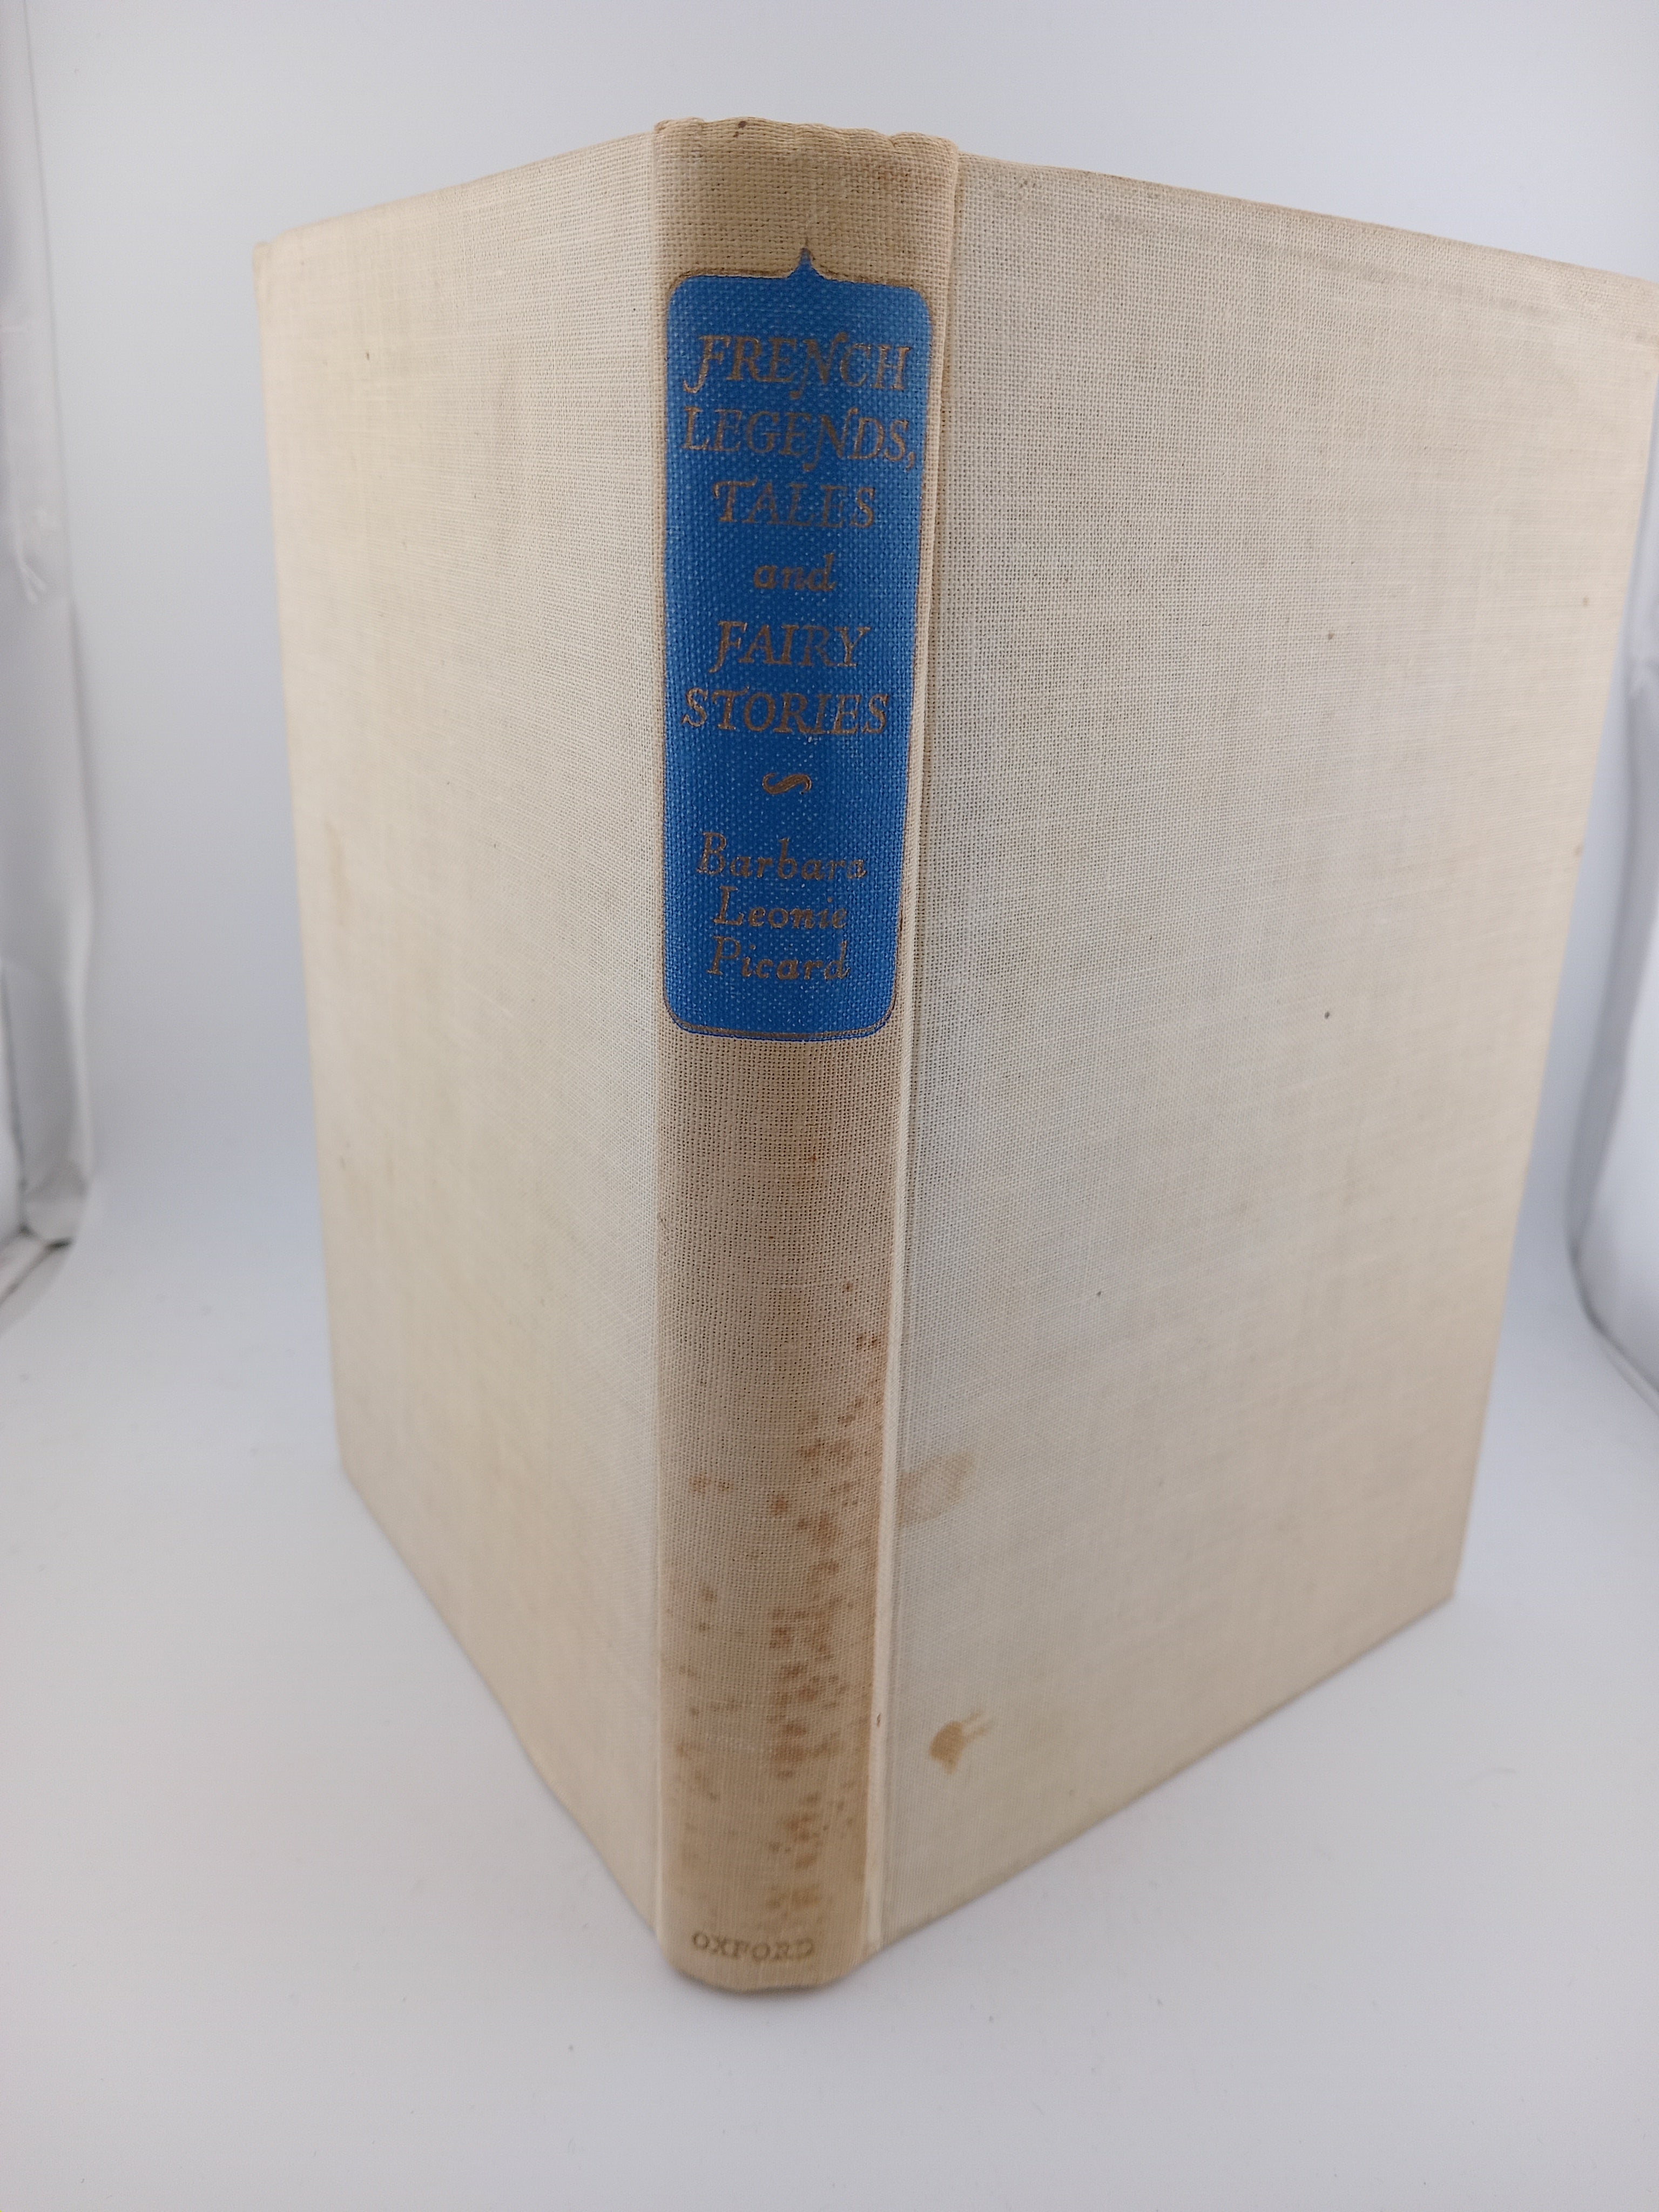 FRENCH
LEGENDS,
TALES
and
FAIRY
STORIES
Barbara
Leonie
Picard
OXFORD